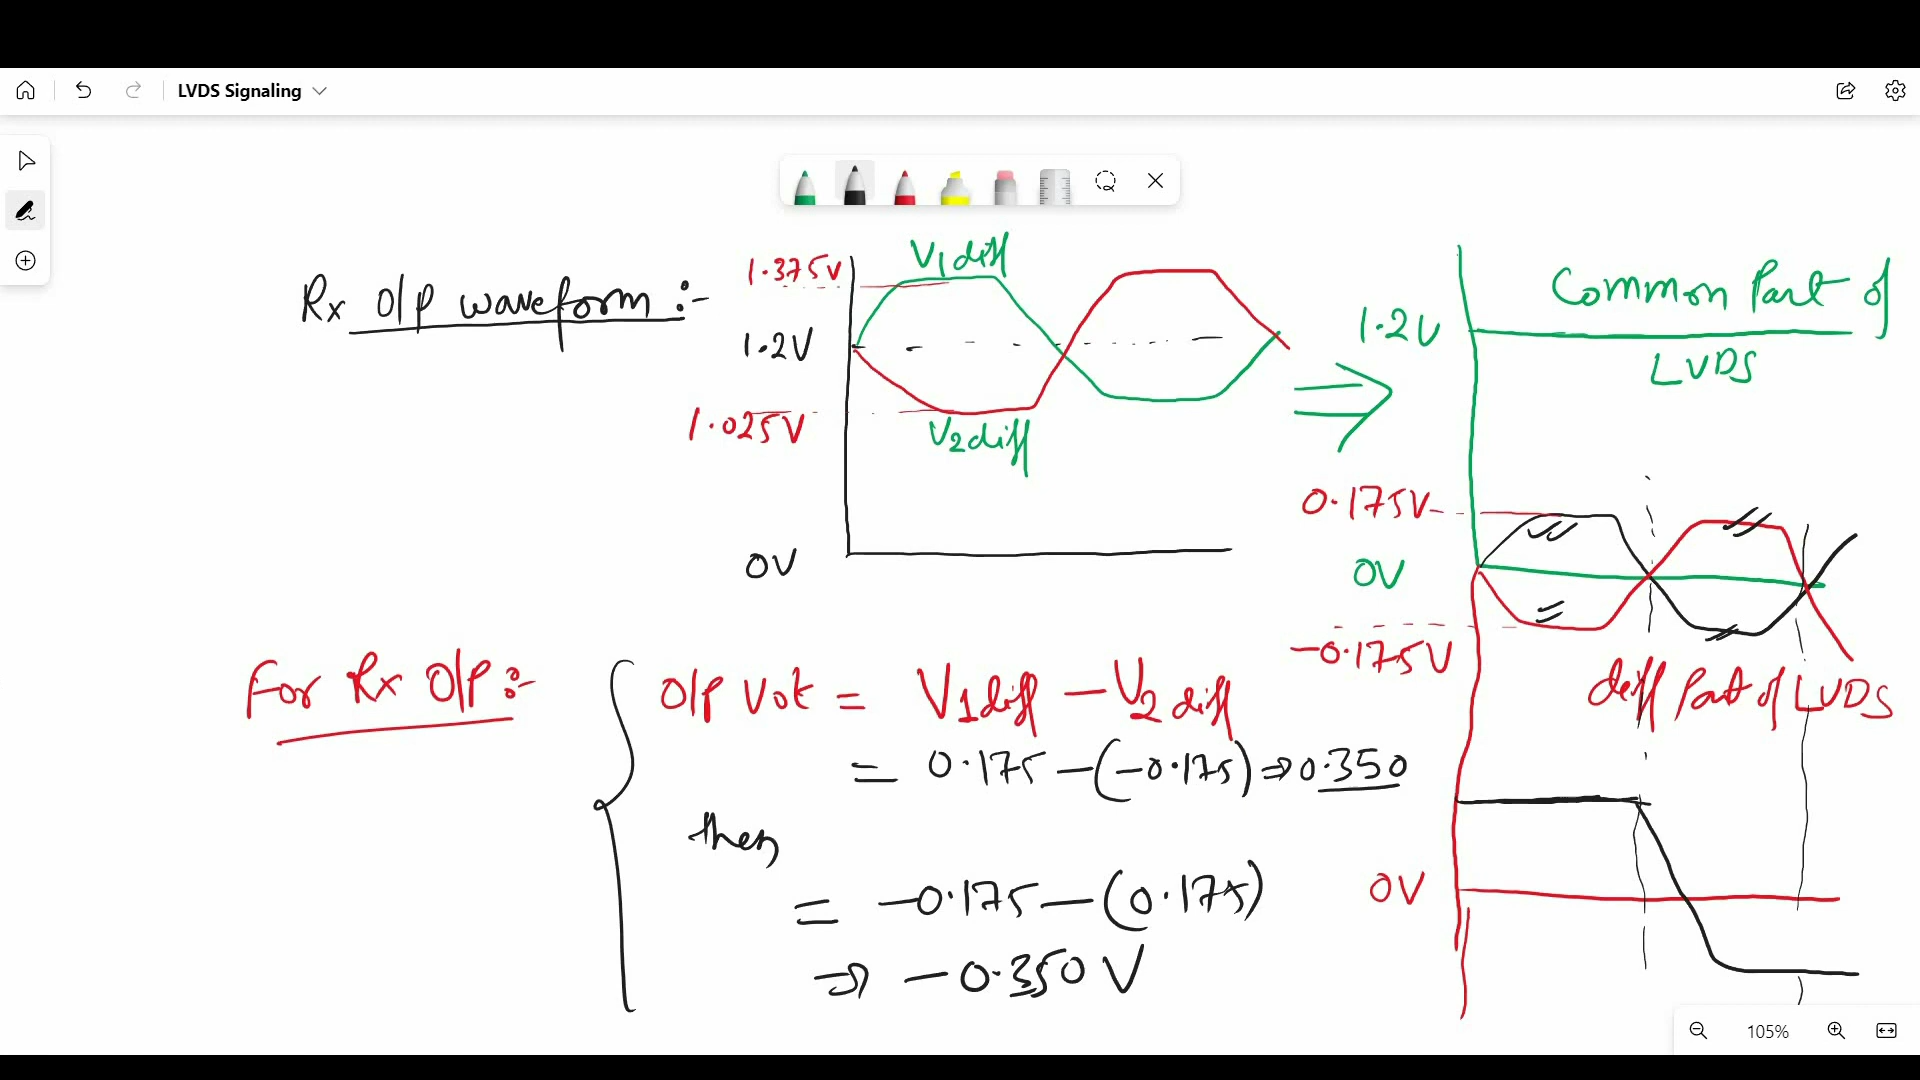 LVDS Signaling
Rx O/P waveform :-
1.375V
V1diff
1.2V
1.025V
V2diff
0V
1.2V
Common Part of
LVDS
0.175V
0V
-0.175V
diff Part of LVDS
For Rx O/P :-
O/P Vot = V1diff - V2diff
= 0.175 - (-0.175) ⇒ 0.350
then
= -0.175 - (0.175)
⇒ -0.350 V
0V
105%